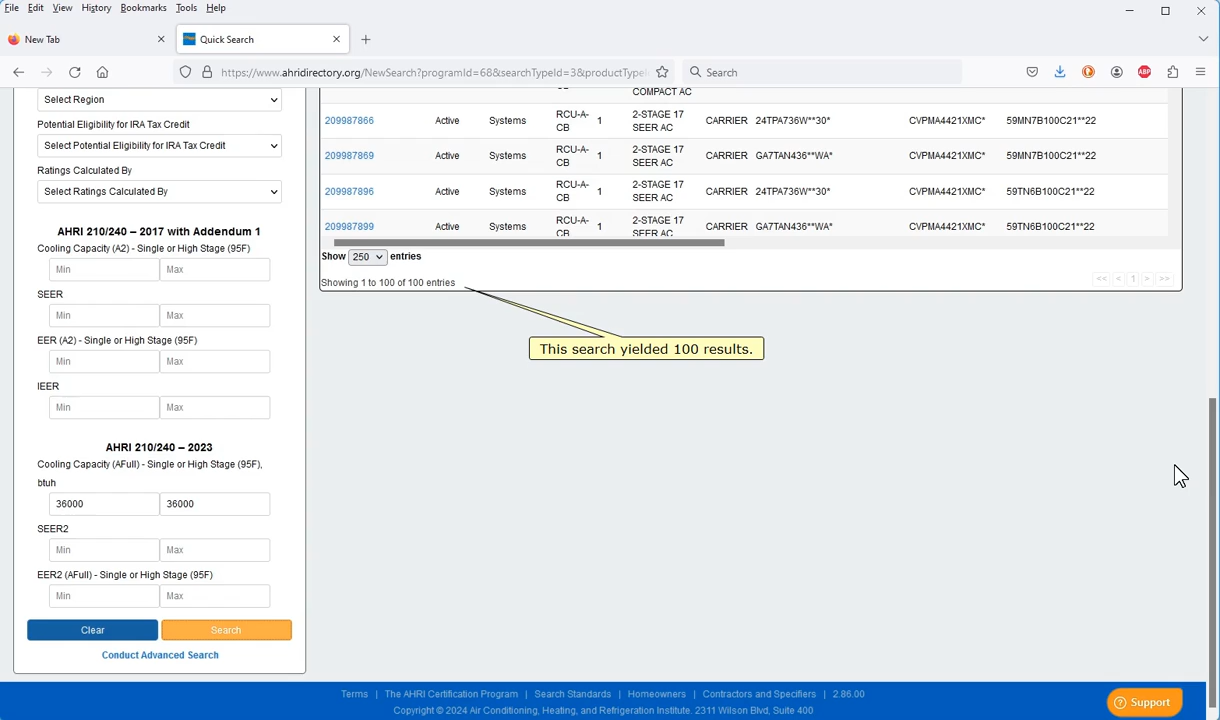 File Edit View History Bookmarks Tools Help
New Tab
Quick Search
https://www.ahridirectory.org/NewSearch?programId=68&searchTypeId=3&productType
Search
ABP
Select Region
Potential Eligibility for IRA Tax Credit
Select Potential Eligibility for IRA Tax Credit
Ratings Calculated By
Select Ratings Calculated By
AHRI 210/240 – 2017 with Addendum 1
Cooling Capacity (A2) - Single or High Stage (95F)
Min Max
SEER
Min Max
EER (A2) - Single or High Stage (95F)
Min Max
IEER
Min Max
AHRI 210/240 – 2023
Cooling Capacity (AFull) - Single or High Stage (95F),
btuh
36000 36000
SEER2
Min Max
EER2 (AFull) - Single or High Stage (95F)
Min Max
Clear Search
Conduct Advanced Search
CB COMPACT AC
209987866 Active Systems RCU-A-CB 1 2-STAGE 17 SEER AC CARRIER 24TPA736W**30* CVPMA4421XMC* 59MN7B100C21**22
209987869 Active Systems RCU-A-CB 1 2-STAGE 17 SEER AC CARRIER GA7TAN436**WA* CVPMA4421XMC* 59MN7B100C21**22
209987896 Active Systems RCU-A-CB 1 2-STAGE 17 SEER AC CARRIER 24TPA736W**30* CVPMA4421XMC* 59TN6B100C21**22
209987899 Active Systems RCU-A-CB 1 2-STAGE 17 SEER AC CARRIER GA7TAN436**WA* CVPMA4421XMC* 59TN6B100C21**22
Show 250 entries
Showing 1 to 100 of 100 entries
<< < 1 > >>
This search yielded 100 results.
Terms | The AHRI Certification Program | Search Standards | Homeowners | Contractors and Specifiers | 2.86.00
Copyright © 2024 Air Conditioning, Heating, and Refrigeration Institute. 2311 Wilson Blvd, Suite 400
Support